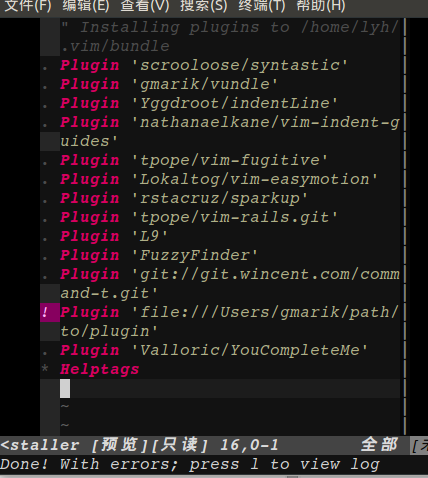 文件(F) 编辑(E) 查看(V) 搜索(S) 终端(T) 帮助(H)
" Installing plugins to /home/lyh/
.vim/bundle
. Plugin 'scrooloose/syntastic'
. Plugin 'gmarik/vundle'
. Plugin 'Yggdroot/indentLine'
. Plugin 'nathanaelkane/vim-indent-g
uides'
. Plugin 'tpope/vim-fugitive'
. Plugin 'Lokaltog/vim-easymotion'
. Plugin 'rstacruz/sparkup'
. Plugin 'tpope/vim-rails.git'
. Plugin 'L9'
. Plugin 'FuzzyFinder'
. Plugin 'git://git.wincent.com/comm
and-t.git'
! Plugin 'file:///Users/gmarik/path/
to/plugin'
. Plugin 'Valloric/YouCompleteMe'
* Helptags
~
~
<staller [预览][只读] 16,0-1 全部 [未
Done! With errors; press l to view log